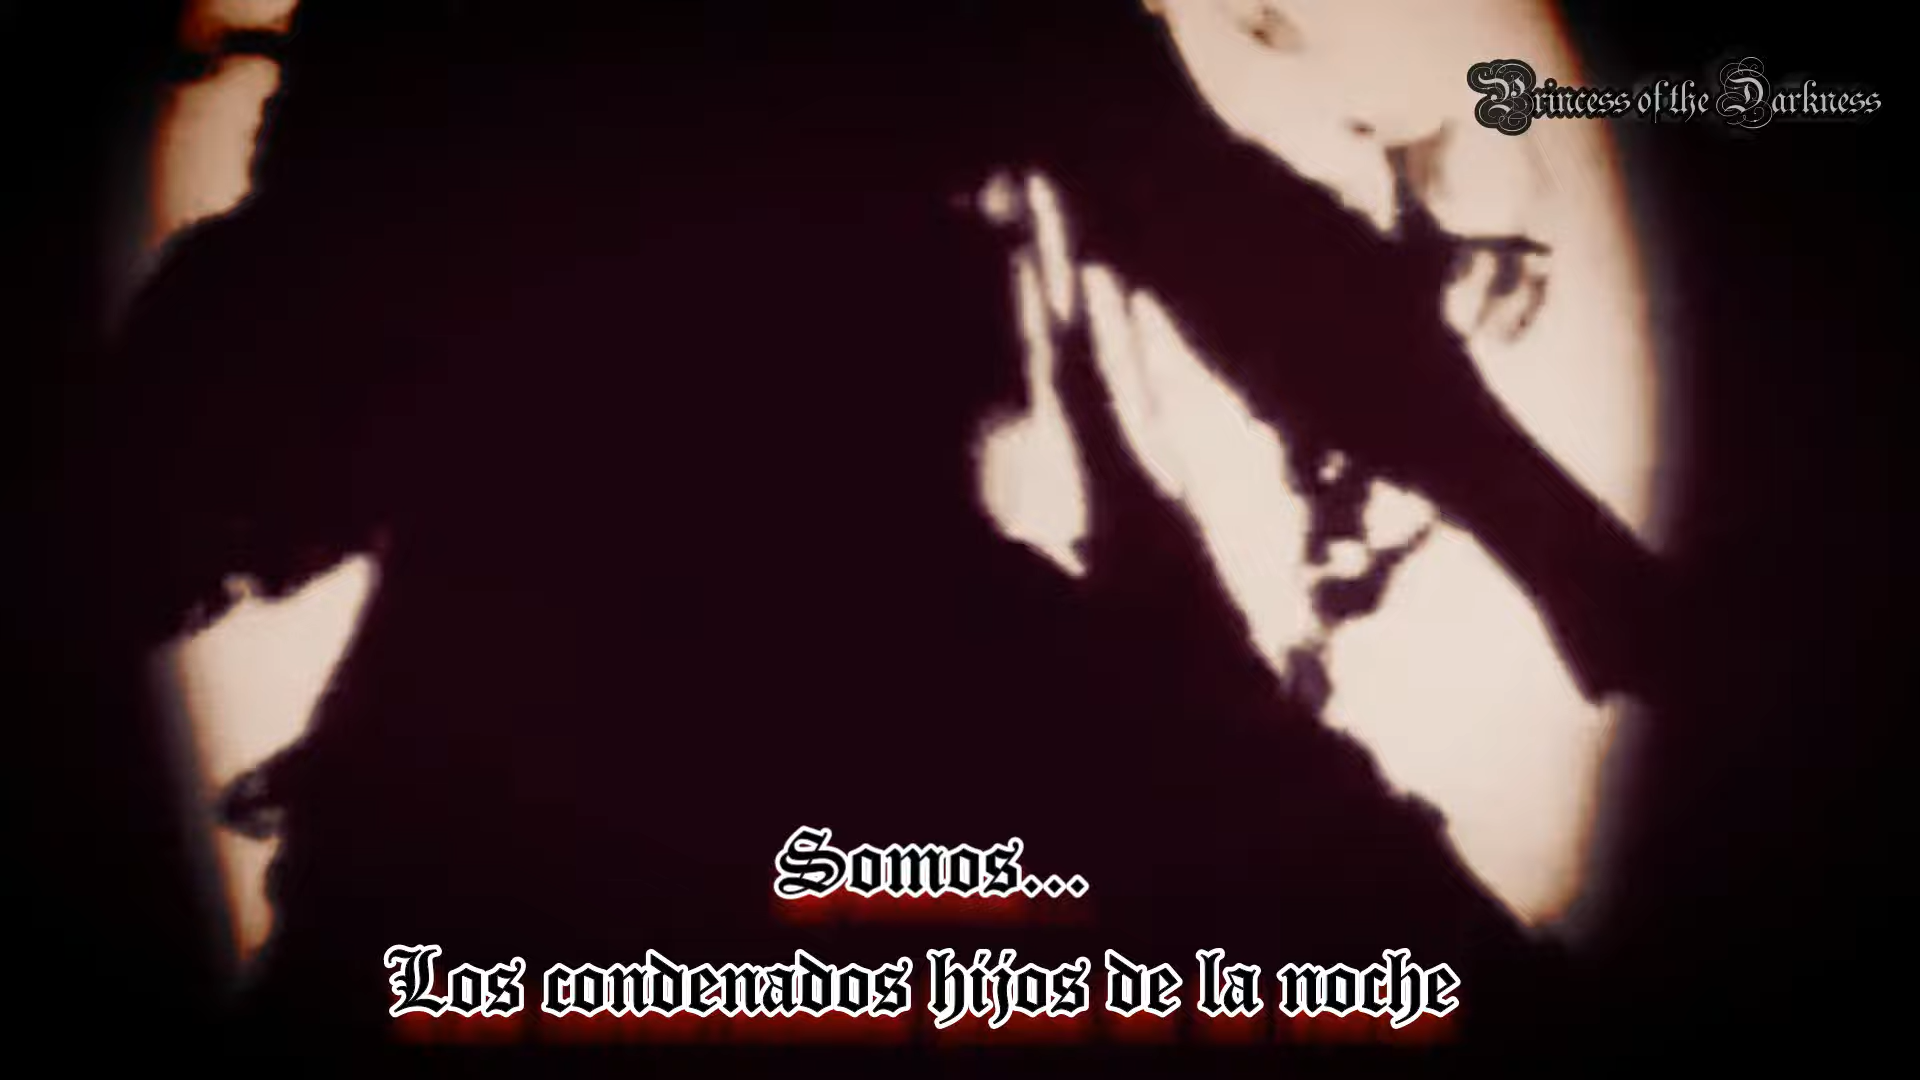 Princess of the Darkness
Somos...
Los condenados hijos de la noche